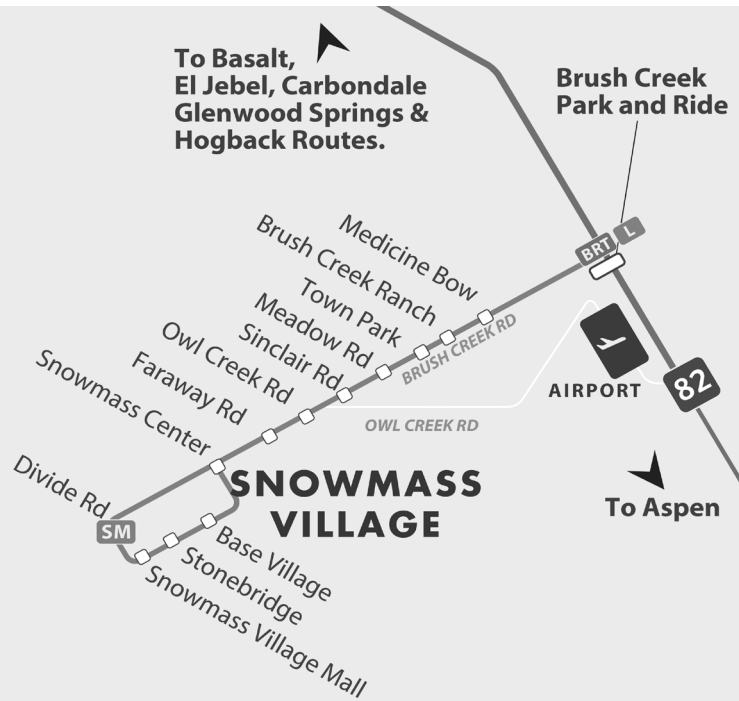 To Basalt,
El Jebel, Carbondale
Glenwood Springs &
Hogback Routes.
Brush Creek
Park and Ride
BRT
L
Medicine Bow
Brush Creek Ranch
Town Park
Meadow Rd
Sinclair Rd
Owl Creek Rd
Faraway Rd
Snowmass Center
Divide Rd
BRUSH CREEK RD
AIRPORT
82
OWL CREEK RD
SNOWMASS
VILLAGE
To Aspen
SM
Base Village
Stonebridge
Snowmass Village Mall